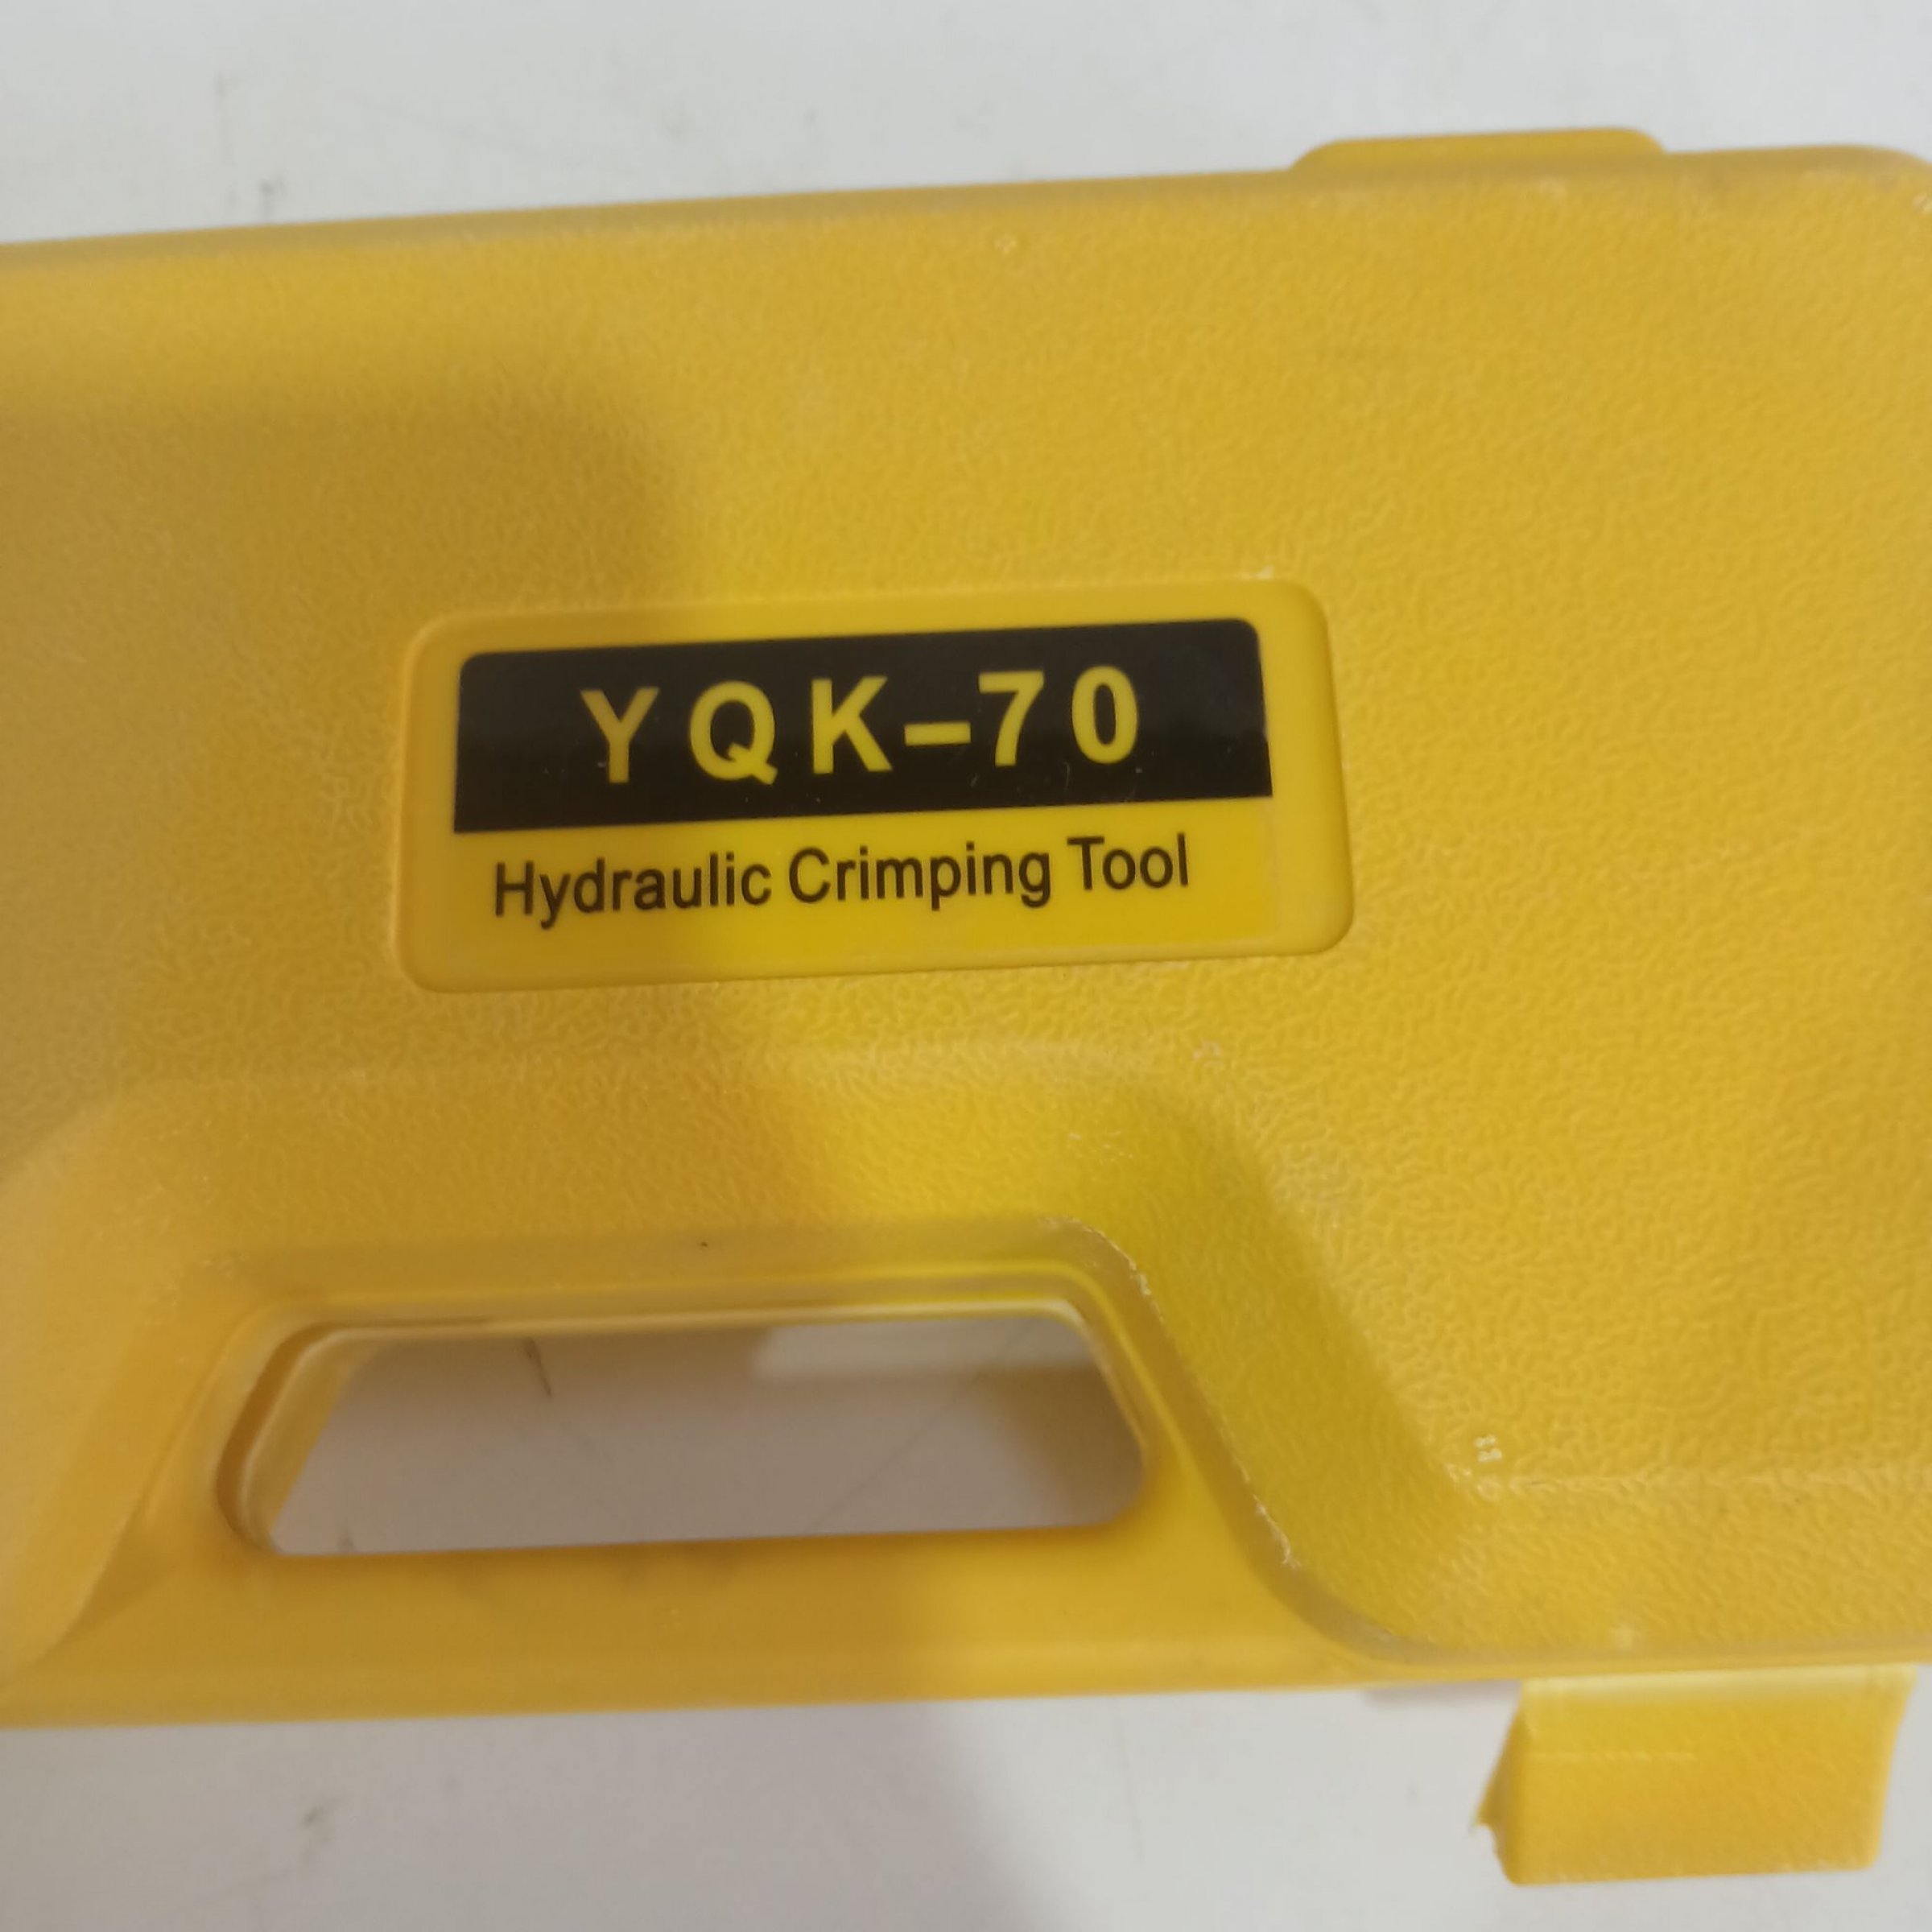 YQK-70
Hydraulic Crimping Tool